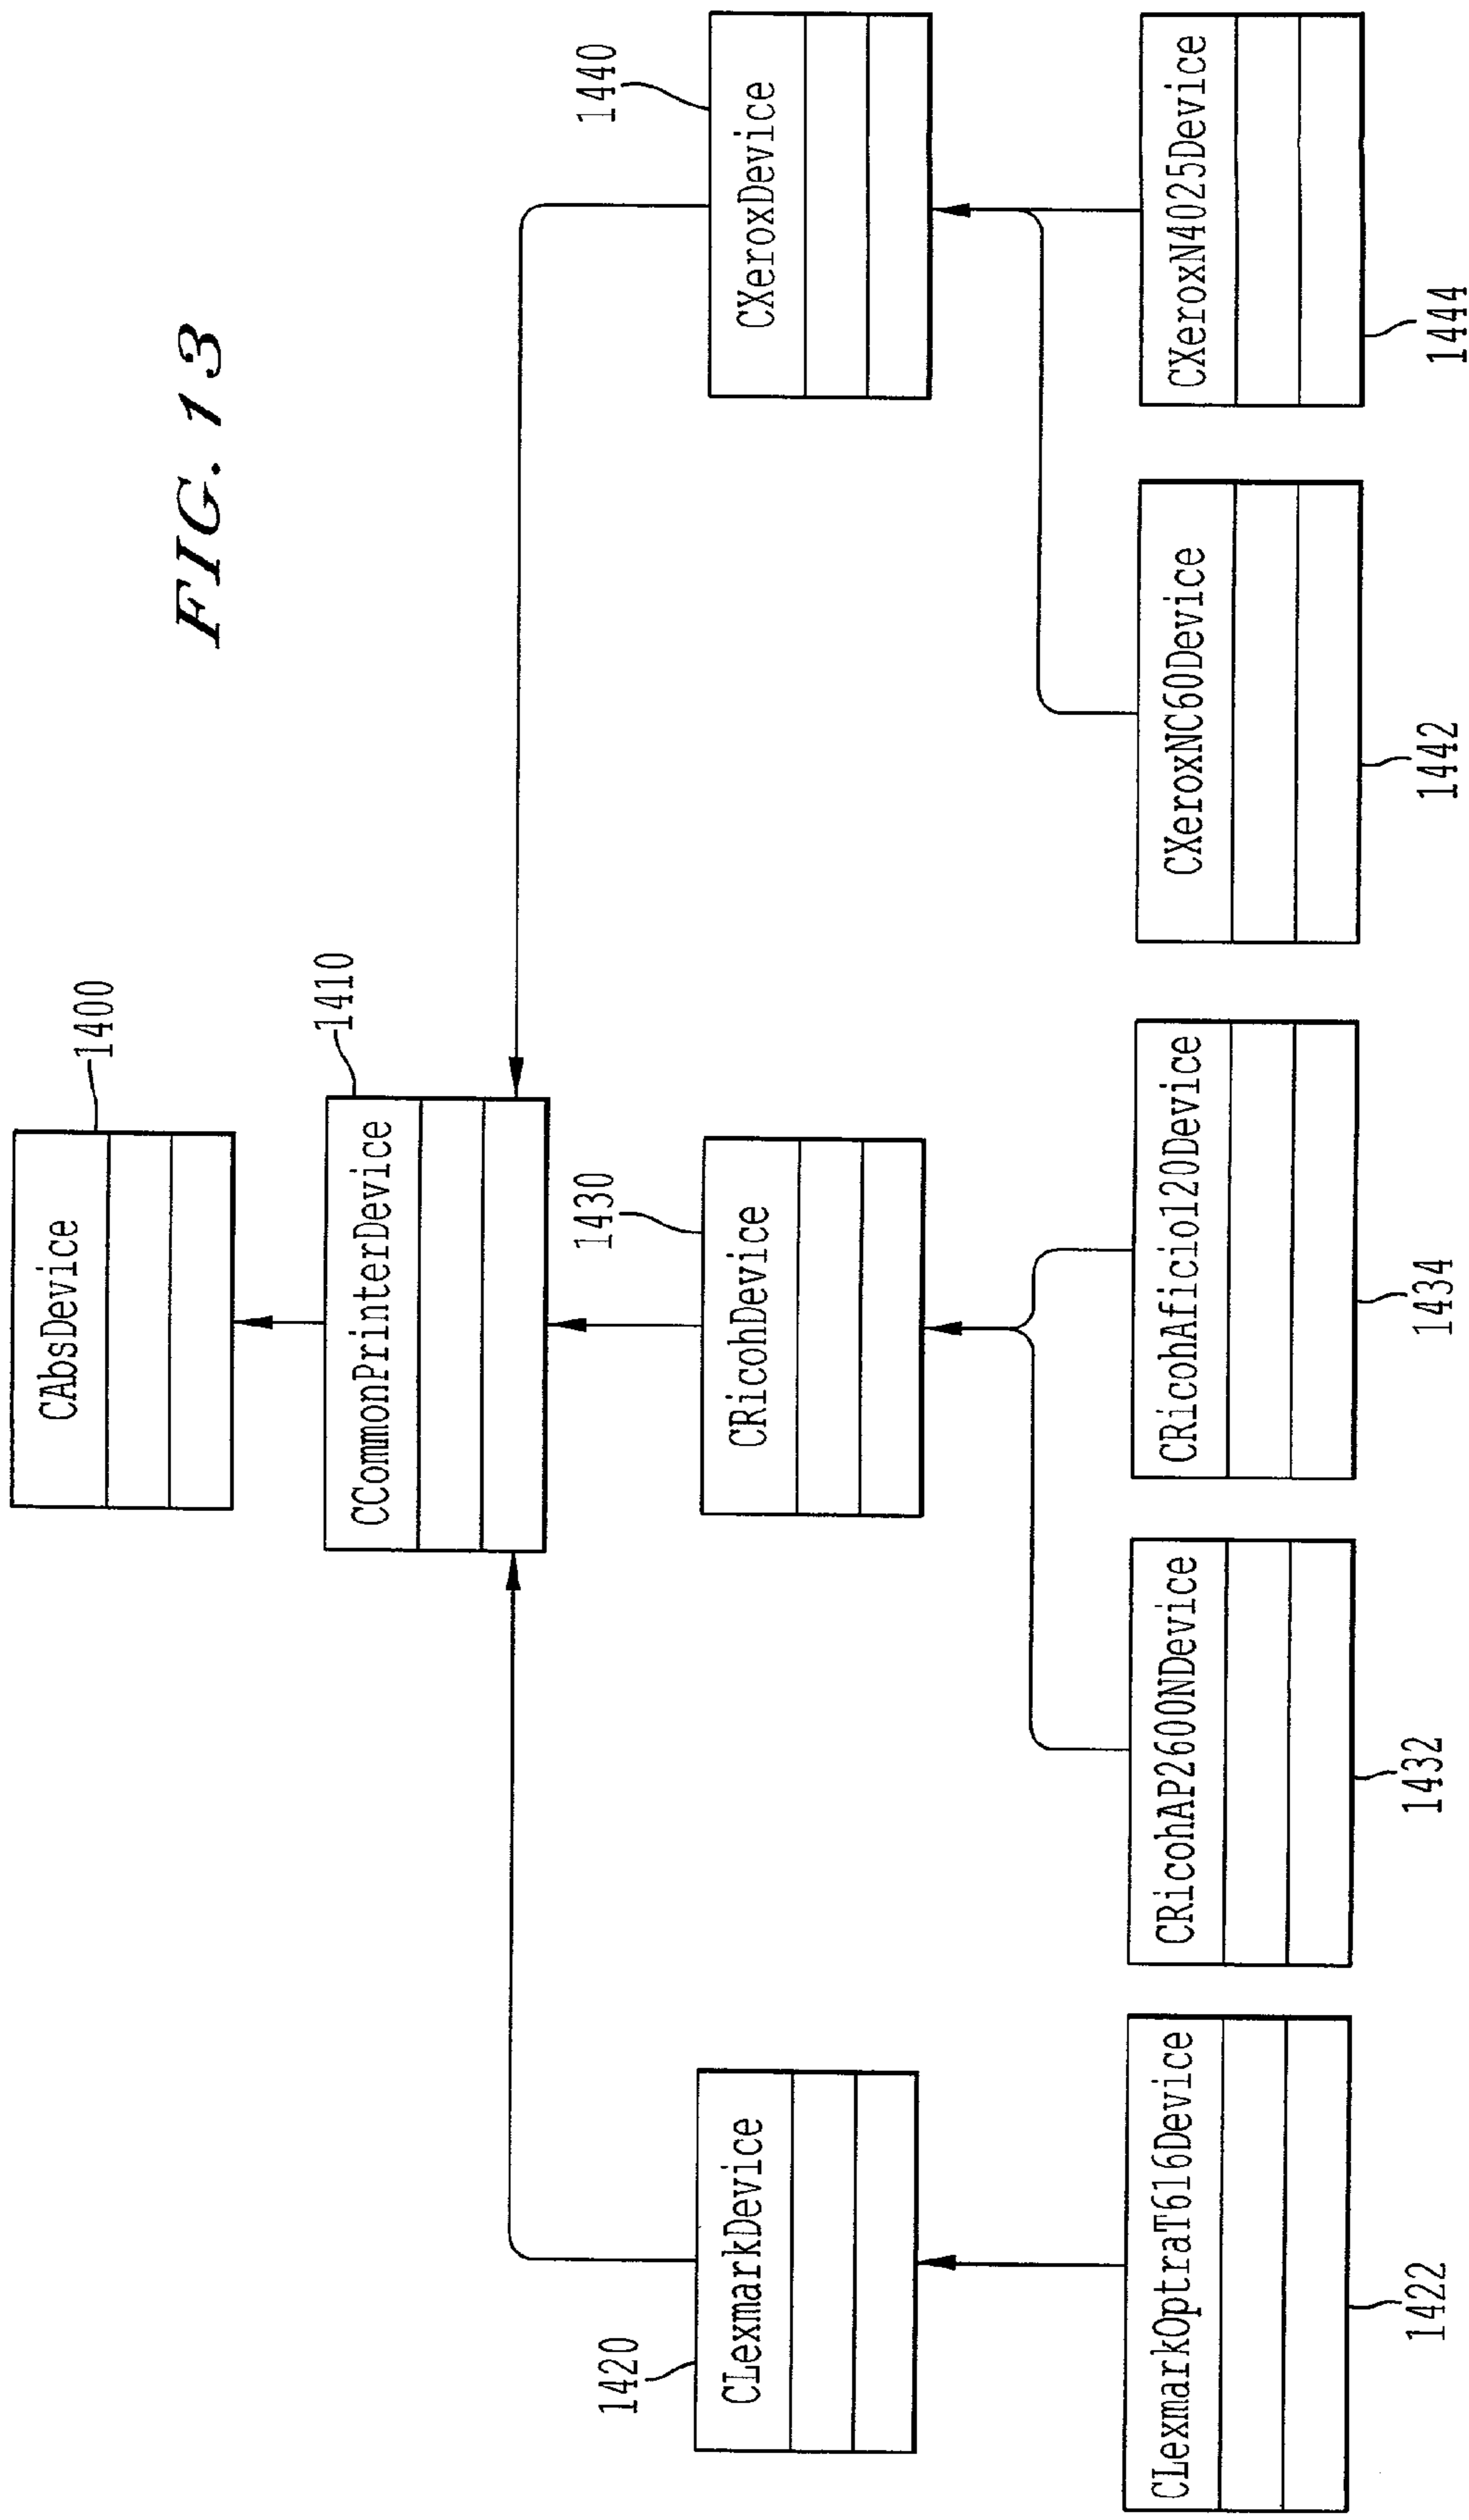 FIG. 13
CAbsDevice
1400
CCommonPrinterDevice
1410
CLexmarkDevice
1420
CRicohDevice
1430
CXeroxDevice
1440
CLexmarkOptraT616Device
1422
CRicohAP2600NDevice
1432
CRicohAficio120Device
1434
CXeroxNC60Device
1442
CXeroxN4025Device
1444